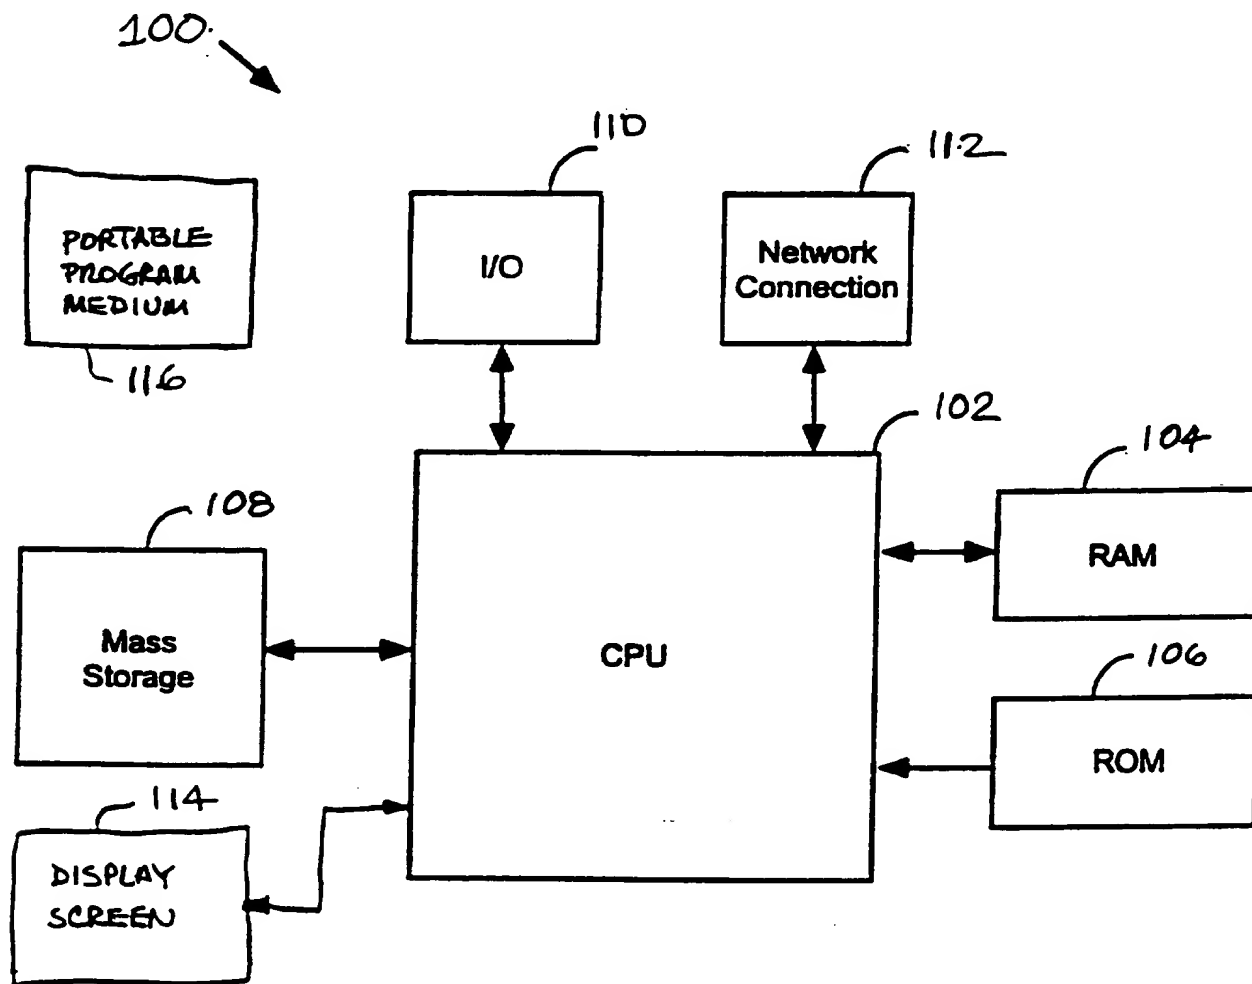 100
110
112
PORTABLE
PROGRAM
MEDIUM
116
I/O
Network
Connection
102
104
108
RAM
Mass
Storage
CPU
106
ROM
114
DISPLAY
SCREEN